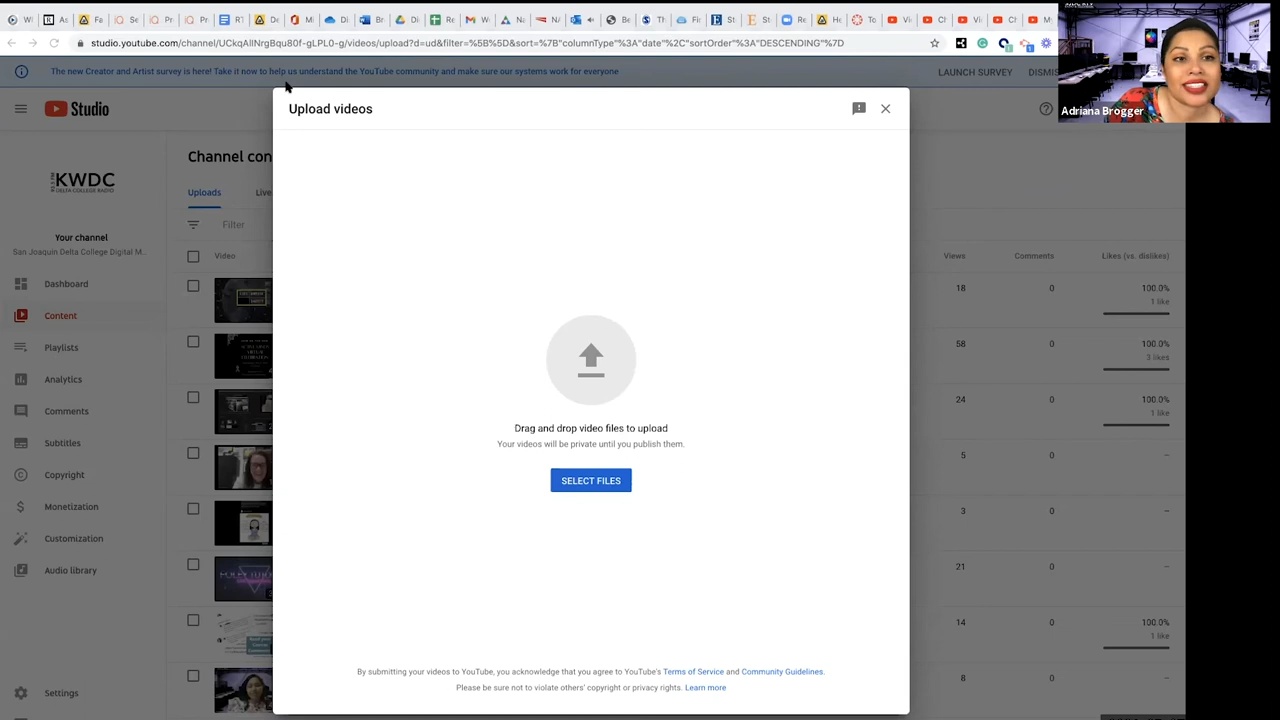 studio.youtube.com/channel/UCkqAIINrgBqu80f-gLPL0-g/videos/upload?d=ud&filter=%5B%5D&sort=%7B"columnType"%3A"date"%2C"sortOrder"%3A"DESCENDING"%7D
The new Creator and Artist survey is here! Take it now to help us understand the YouTube community and make sure our systems work for everyone
LAUNCH SURVEY
DISMIS
Adriana Brogger
Studio
Upload videos
Channel con
KWDC
DELTA COLLEGE RADIO
Uploads
Live
Your channel
San Joaquin Delta College Digital M...
Filter
Video
Views
Comments
Likes (vs. dislikes)
Dashboard
Content
Playlists
Analytics
Comments
Subtitles
Copyright
Monetization
Customization
Audio library
Settings
18
0
100.0%
1 like
58
0
100.0%
3 likes
24
0
100.0%
1 like
5
0
–
3
0
–
21
0
–
14
0
100.0%
1 like
8
0
–
Drag and drop video files to upload
Your videos will be private until you publish them.
SELECT FILES
By submitting your videos to YouTube, you acknowledge that you agree to YouTube's Terms of Service and Community Guidelines.
Please be sure not to violate others' copyright or privacy rights. Learn more